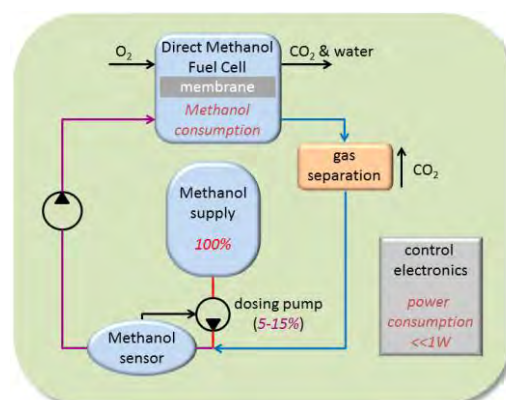 O₂
Direct Methanol
Fuel Cell
CO₂ & water
membrane
Methanol
consumption
gas
separation
CO₂
Methanol
supply
100%
control
electronics
power
consumption
<<1W
dosing pump
(5-15%)
Methanol
sensor